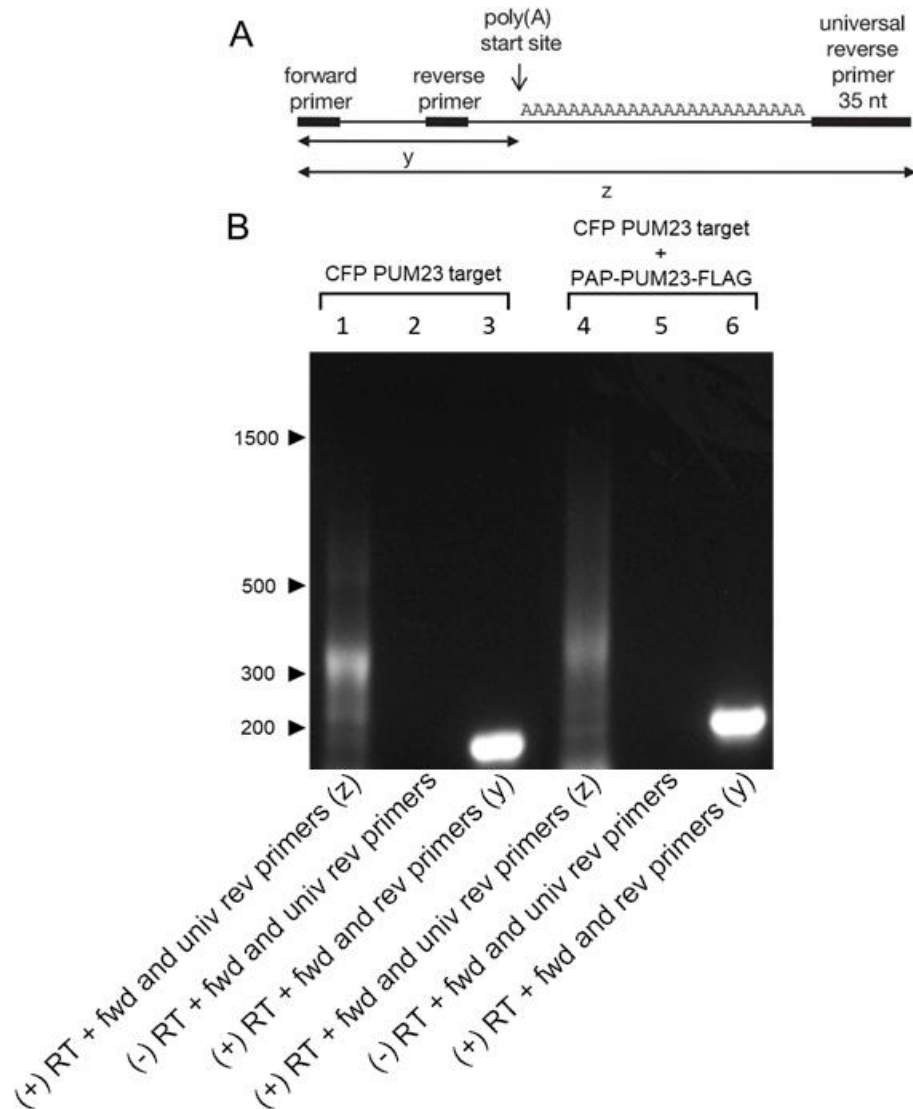 A
poly(A)
start site
universal
reverse
primer
35 nt
forward
primer
reverse
primer
AAAAAAAAAAAAAAAAAAAAAAAA
y
z
B
CFP PUM23 target
CFP PUM23 target
+
PAP-PUM23-FLAG
1 2 3 4 5 6
1500
500
300
200
(+) RT + fwd and univ rev primers (z)
(-) RT + fwd and univ rev primers
(+) RT + fwd and rev primers (y)
(+) RT + fwd and univ rev primers (z)
(-) RT + fwd and univ rev primers
(+) RT + fwd and rev primers (y)